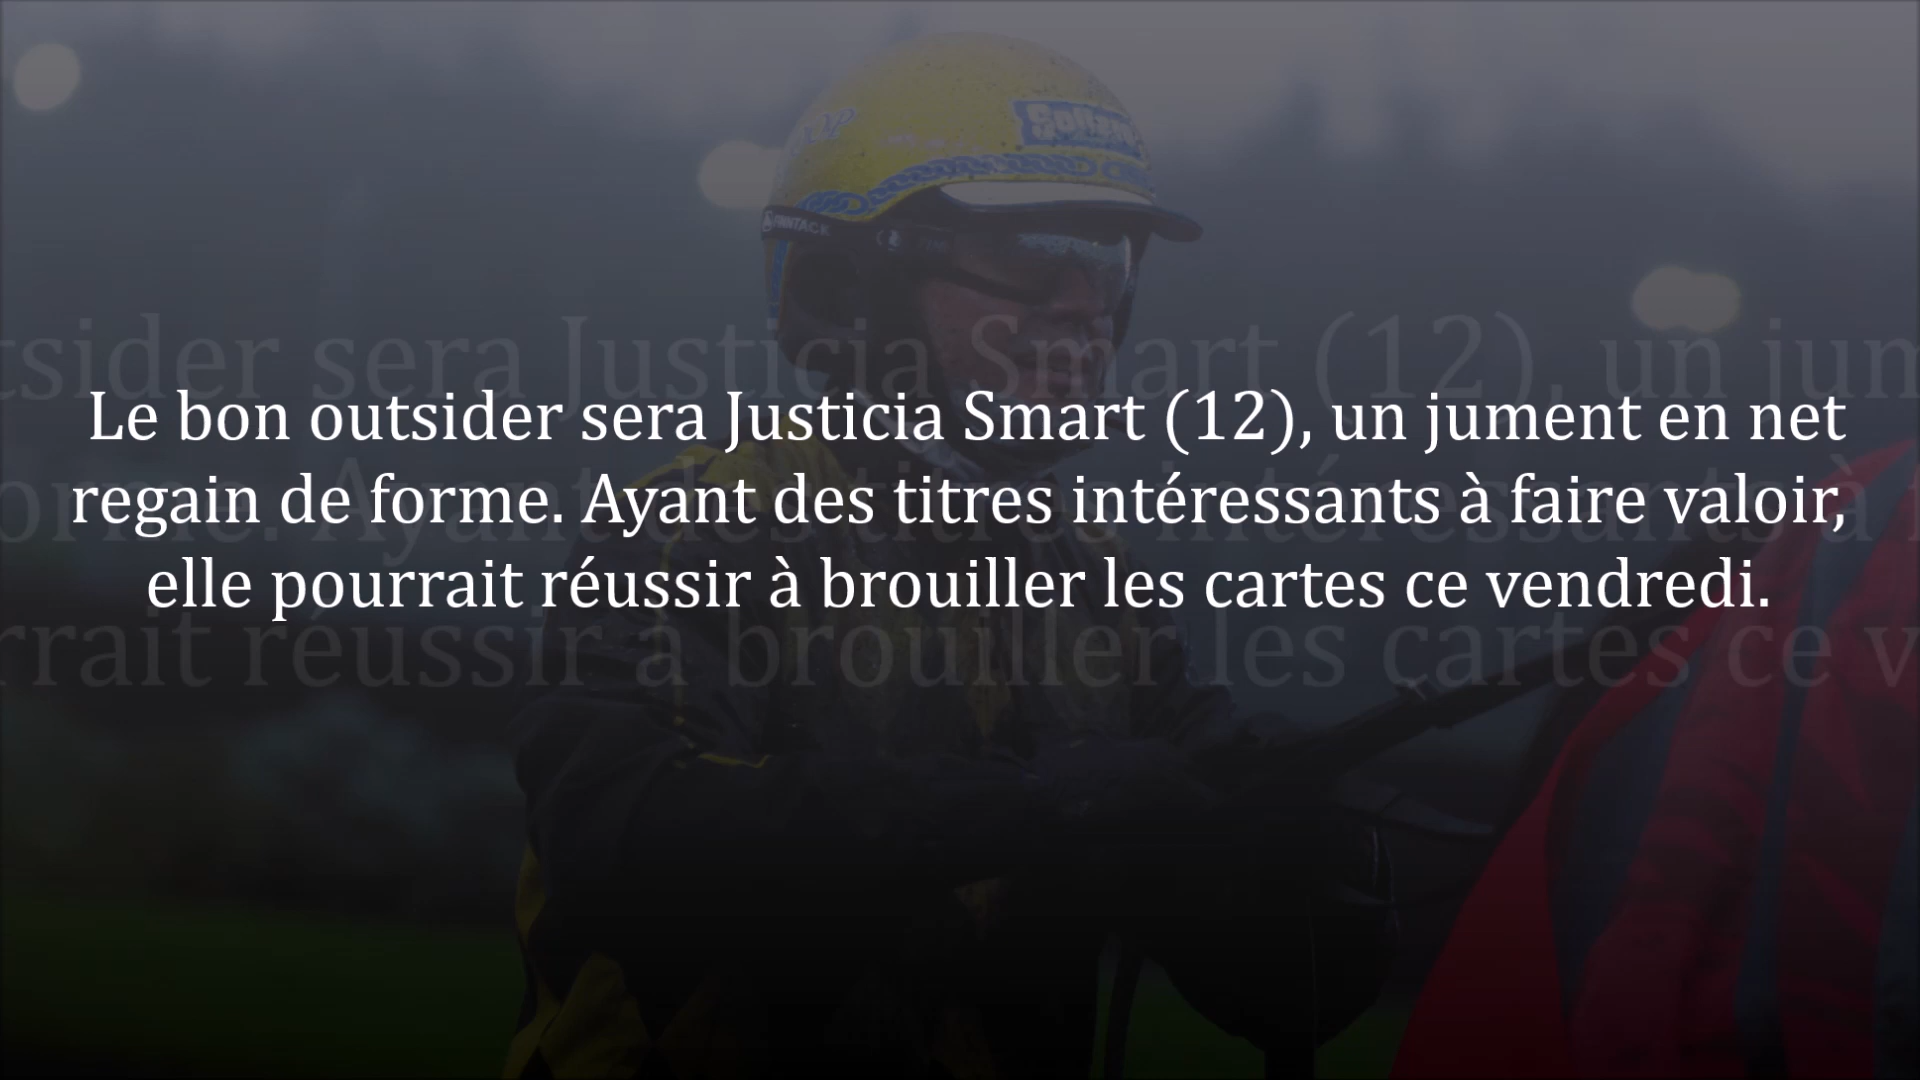 Le bon outsider sera Justicia Smart (12), un jument en net
regain de forme. Ayant des titres intéressants à faire valoir,
elle pourrait réussir à brouiller les cartes ce vendredi.
FINNTACK